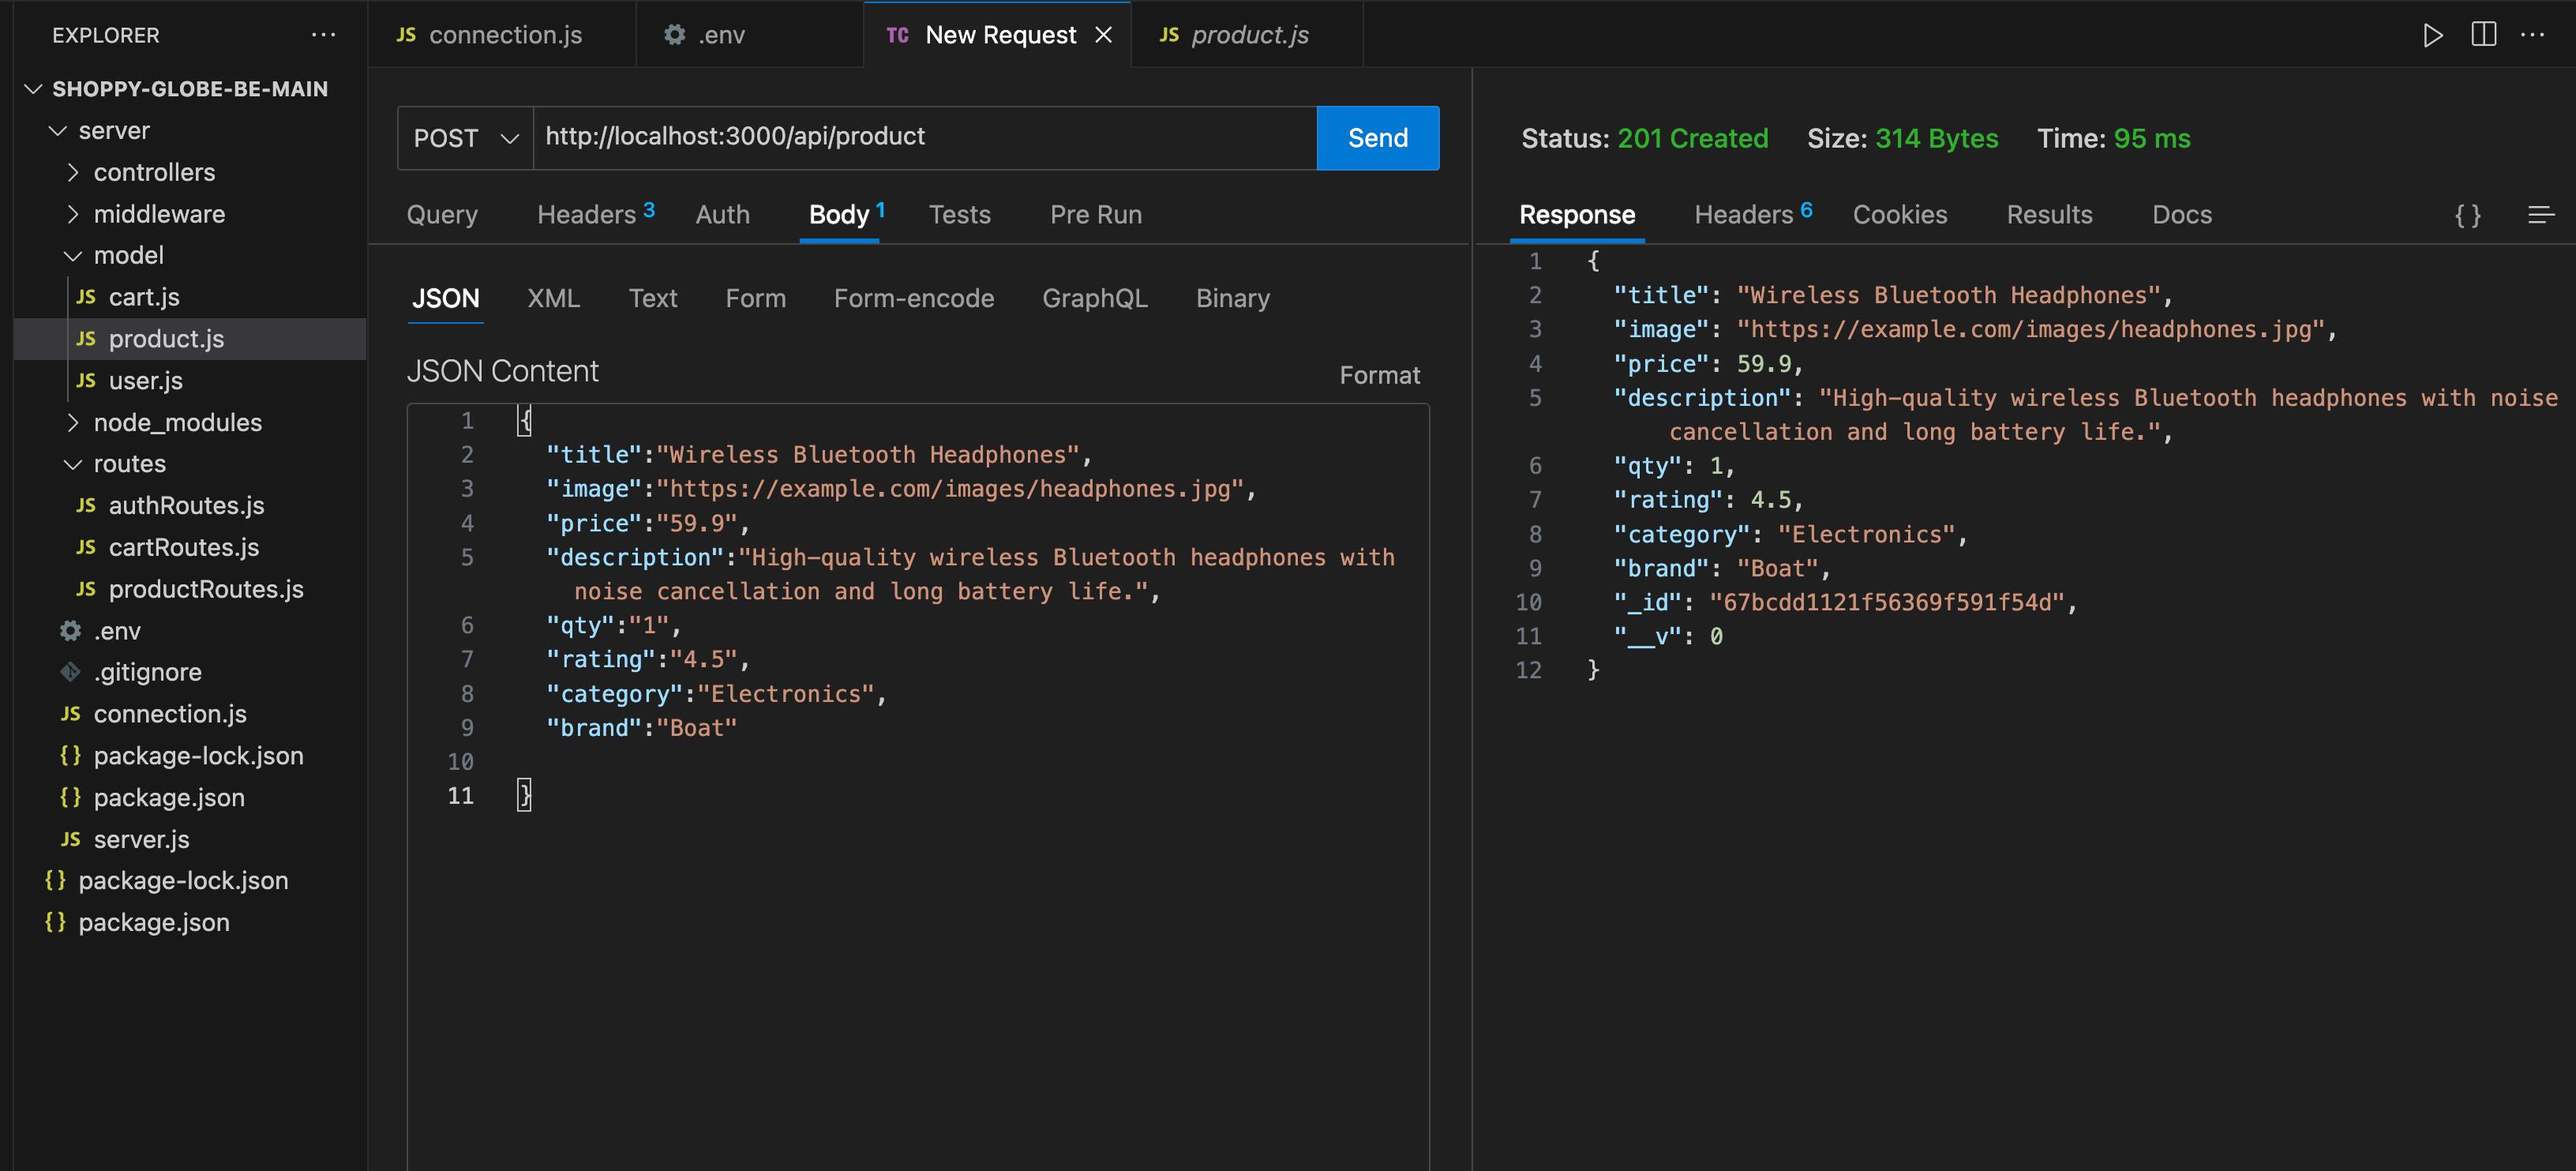 EXPLORER
SHOPPY-GLOBE-BE-MAIN
server
controllers
middleware
model
JS cart.js
JS product.js
JS user.js
node_modules
routes
JS authRoutes.js
JS cartRoutes.js
JS productRoutes.js
.env
.gitignore
JS connection.js
{} package-lock.json
{} package.json
JS server.js
{} package-lock.json
{} package.json
JS connection.js
.env
TC New Request
JS product.js
POST http://localhost:3000/api/product Send
Query Headers 3 Auth Body 1 Tests Pre Run
JSON XML Text Form Form-encode GraphQL Binary
JSON Content Format
1 {
2 "title":"Wireless Bluetooth Headphones",
3 "image":"https://example.com/images/headphones.jpg",
4 "price":"59.9",
5 "description":"High-quality wireless Bluetooth headphones with
noise cancellation and long battery life.",
6 "qty":"1",
7 "rating":"4.5",
8 "category":"Electronics",
9 "brand":"Boat"
10
11 }
Status: 201 Created Size: 314 Bytes Time: 95 ms
Response Headers 6 Cookies Results Docs {}
1 {
2 "title": "Wireless Bluetooth Headphones",
3 "image": "https://example.com/images/headphones.jpg",
4 "price": 59.9,
5 "description": "High-quality wireless Bluetooth headphones with noise
cancellation and long battery life.",
6 "qty": 1,
7 "rating": 4.5,
8 "category": "Electronics",
9 "brand": "Boat",
10 "_id": "67bcdd1121f56369f591f54d",
11 "__v": 0
12 }